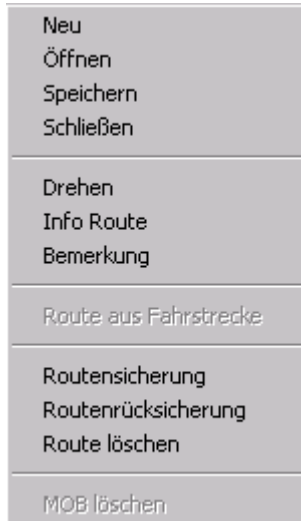 Neu
Öffnen
Speichern
Schließen
Drehen
Info Route
Bemerkung
Route aus Fahrstrecke
Routensicherung
Routenrücksicherung
Route löschen
MOB löschen